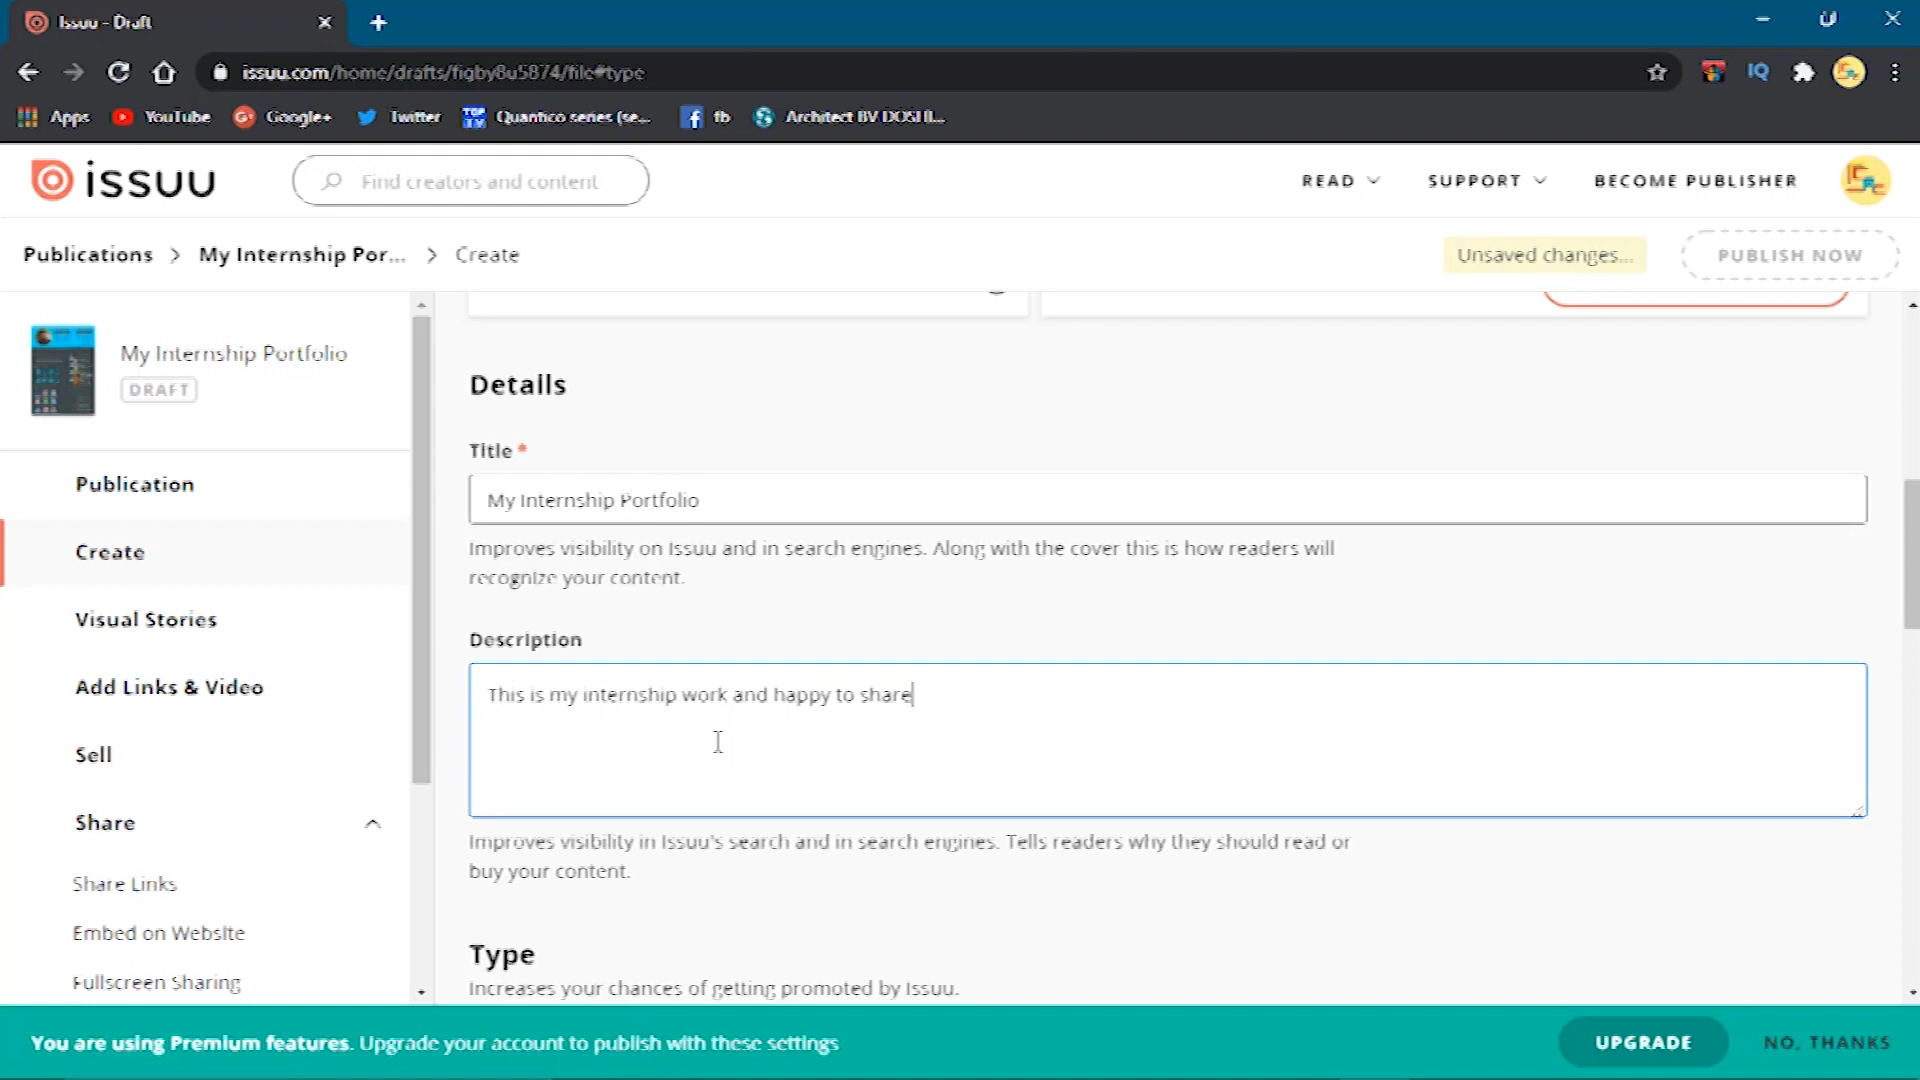 Issuu - Draft
issuu.com/home/drafts/figby8u5874/file#type
IQ
Apps
YouTube
Google+
Twitter
Quantico series (se...
fb
Architect BV DOSHI...
issuu
Find creators and content
READ
SUPPORT
BECOME PUBLISHER
Publications > My Internship Por... > Create
Unsaved changes...
PUBLISH NOW
My Internship Portfolio
DRAFT
Publication
Create
Visual Stories
Add Links & Video
Sell
Share
Share Links
Embed on Website
Fullscreen Sharing
Details
Title *
My Internship Portfolio
Improves visibility on Issuu and in search engines. Along with the cover this is how readers will
recognize your content.
Description
This is my internship work and happy to share
Improves visibility in Issuu's search and in search engines. Tells readers why they should read or
buy your content.
Type
Increases your chances of getting promoted by Issuu.
You are using Premium features. Upgrade your account to publish with these settings
UPGRADE
NO, THANKS